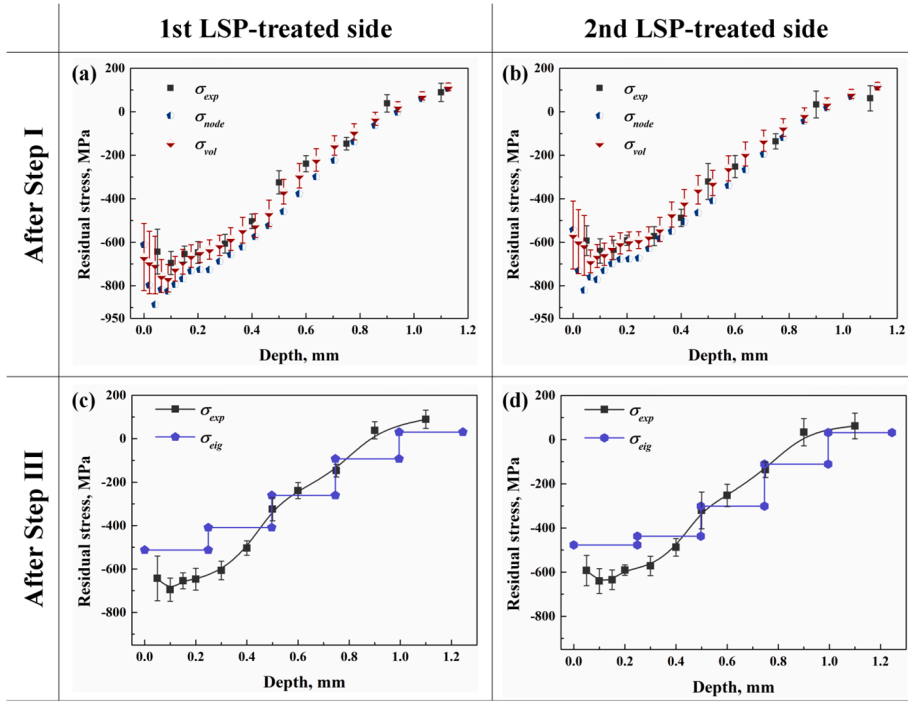 1st LSP-treated side
2nd LSP-treated side
After Step I
(a)
σexp
σnode
σvol
Residual stress, MPa
200
0
-200
-400
-600
-800
-950
0.0 0.2 0.4 0.6 0.8 1.0 1.2
Depth, mm
(b)
σexp
σnode
σvol
Residual stress, MPa
200
0
-200
-400
-600
-800
-950
0.0 0.2 0.4 0.6 0.8 1.0 1.2
Depth, mm
After Step III
(c)
σexp
σeig
Residual stress, MPa
200
0
-200
-400
-600
-800
0.0 0.2 0.4 0.6 0.8 1.0 1.2
Depth, mm
(d)
σexp
σeig
Residual stress, MPa
200
0
-200
-400
-600
-800
0.0 0.2 0.4 0.6 0.8 1.0 1.2
Depth, mm